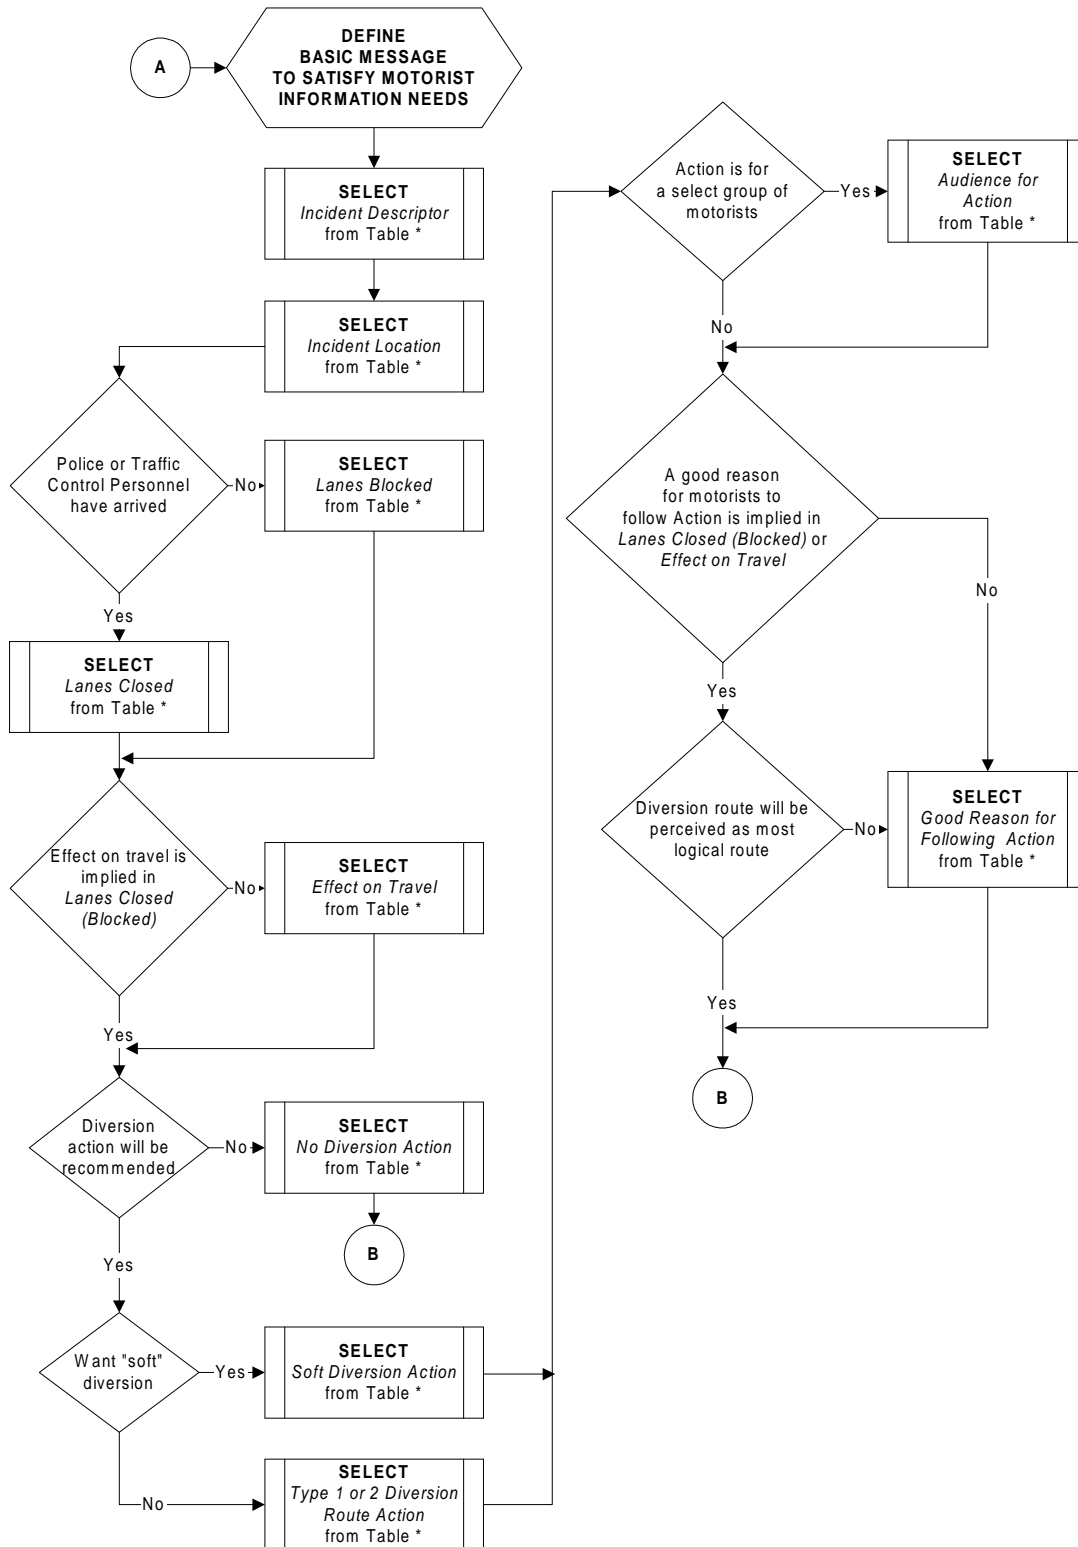 A
DEFINE
BASIC MESSAGE
TO SATISFY MOTORIST
INFORMATION NEEDS
SELECT
Incident Descriptor
from Table *
SELECT
Incident Location
from Table *
Police or Traffic
Control Personnel
have arrived
No
SELECT
Lanes Blocked
from Table *
Yes
SELECT
Lanes Closed
from Table *
Effect on travel is
implied in
Lanes Closed
(Blocked)
No
SELECT
Effect on Travel
from Table *
Yes
Diversion
action will be
recommended
No
SELECT
No Diversion Action
from Table *
B
Yes
Want "soft"
diversion
Yes
SELECT
Soft Diversion Action
from Table *
No
SELECT
Type 1 or 2 Diversion
Route Action
from Table *
Action is for
a select group of
motorists
Yes
SELECT
Audience for
Action
from Table *
No
A good reason
for motorists to
follow Action is implied in
Lanes Closed (Blocked) or
Effect on Travel
No
Yes
Diversion route will be
perceived as most
logical route
No
SELECT
Good Reason for
Following Action
from Table *
Yes
B